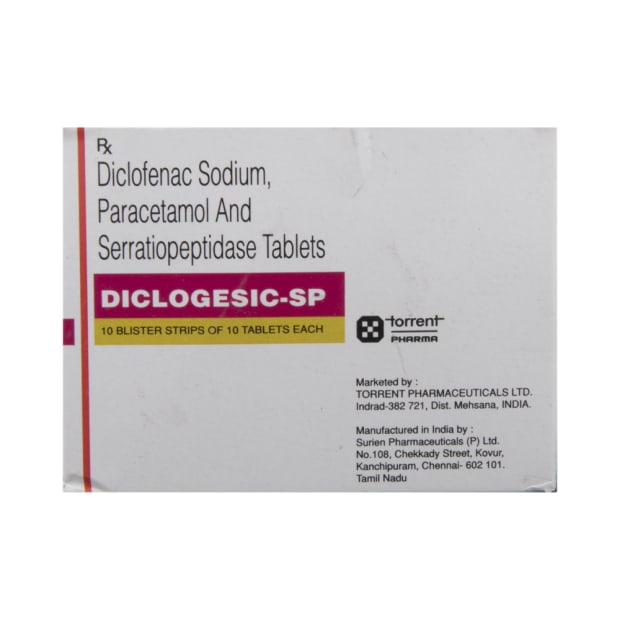 Rx
Diclofenac Sodium,
Paracetamol And
Serratiopeptidase Tablets
DICLOGESIC-SP
10 BLISTER STRIPS OF 10 TABLETS EACH
torrent
PHARMA
Marketed by :
TORRENT PHARMACEUTICALS LTD.
Indrad-382 721, Dist. Mehsana, INDIA.
Manufactured in India by :
Surien Pharmaceuticals (P) Ltd.
No.108, Chekkady Street, Kovur,
Kanchipuram, Chennai- 602 101.
Tamil Nadu